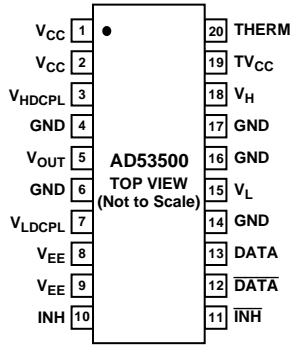 VCC 1 20 THERM
VCC 2 19 TVCC
VHDCPL 3 18 VH
GND 4 17 GND
VOUT 5 AD53500 16 GND
GND 6 TOP VIEW 15 VL
(Not to Scale)
VLDCPL 7 14 GND
VEE 8 13 DATA
VEE 9 12 D̅A̅T̅A̅
INH 10 11 I̅N̅H̅